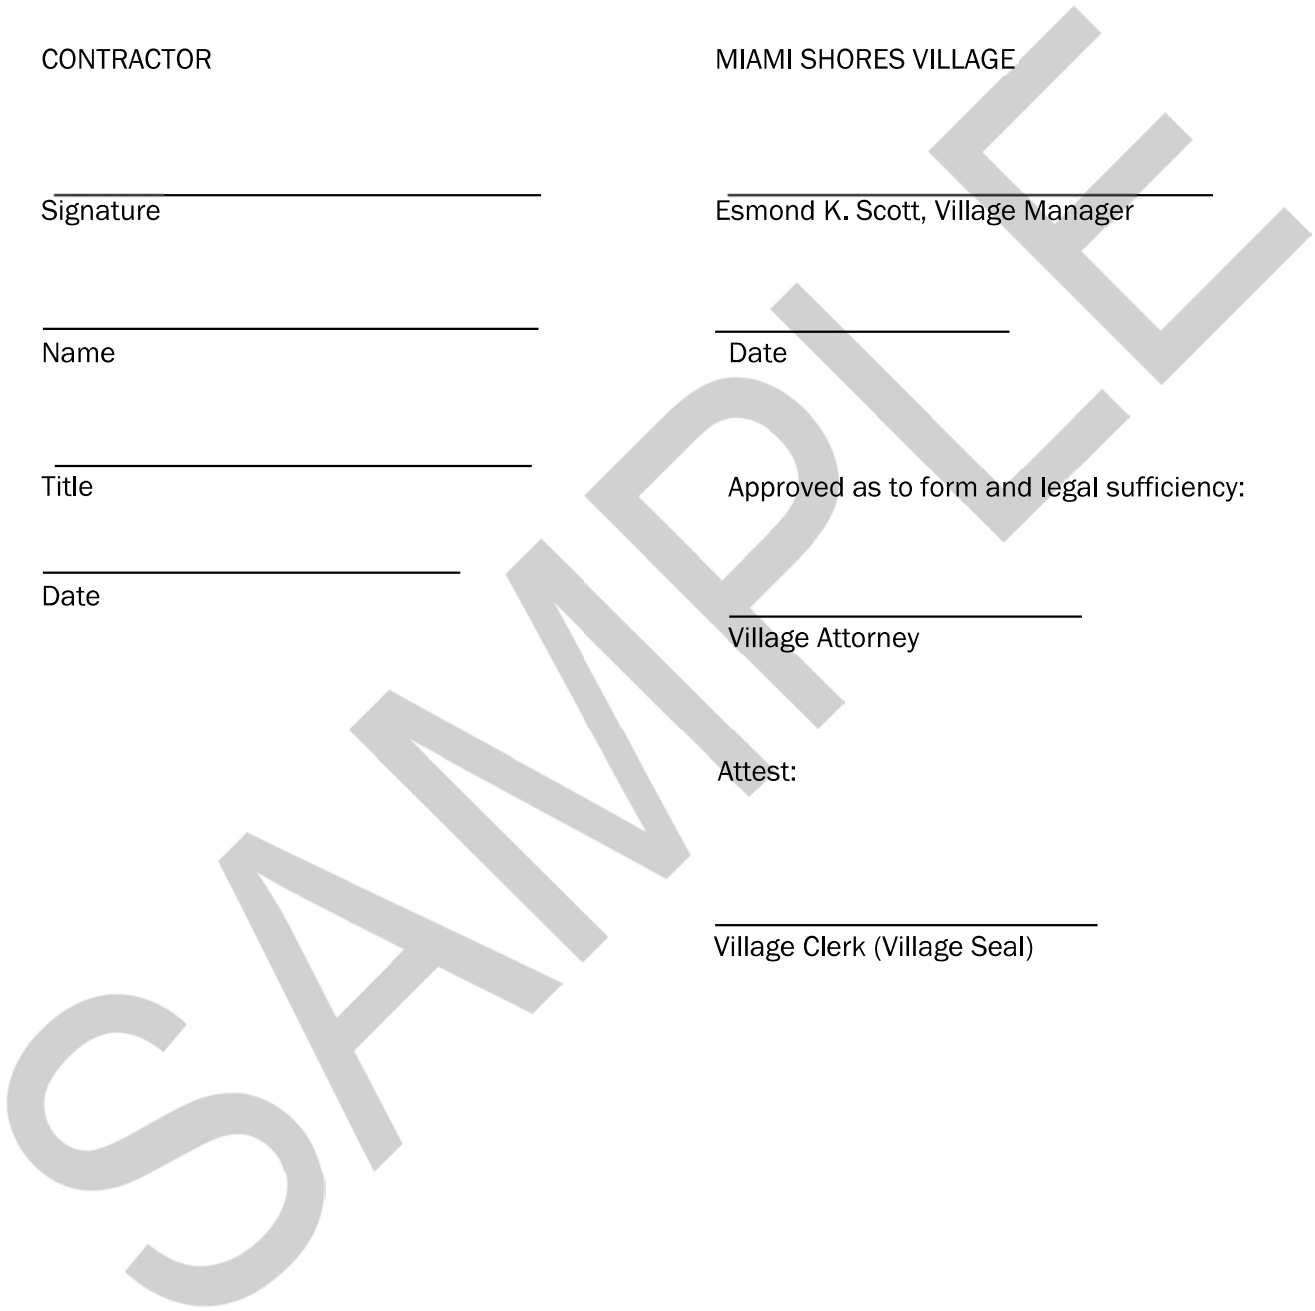 CONTRACTOR
Signature
Name
Title
Date
MIAMI SHORES VILLAGE
Esmond K. Scott, Village Manager
Date
Approved as to form and legal sufficiency:
Village Attorney
Attest:
Village Clerk (Village Seal)
SAMPLE